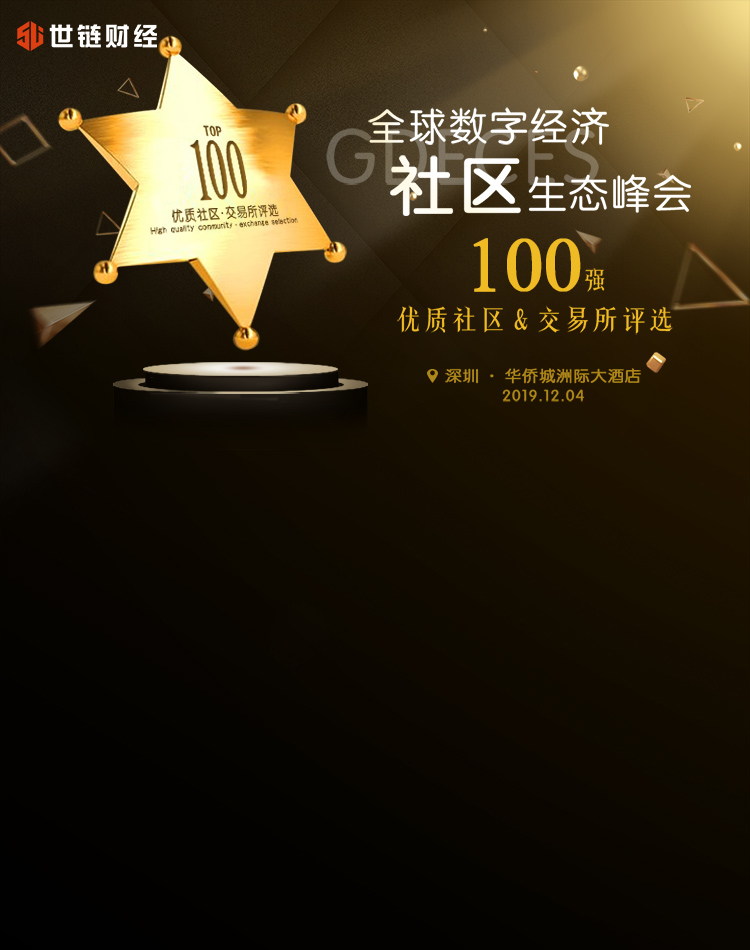 世链财经
TOP
100
优质社区·交易所评选
High quality community · exchange selection
GDECES
全球数字经济
社区生态峰会
100强
优质社区&交易所评选
深圳 · 华侨城洲际大酒店
2019.12.04